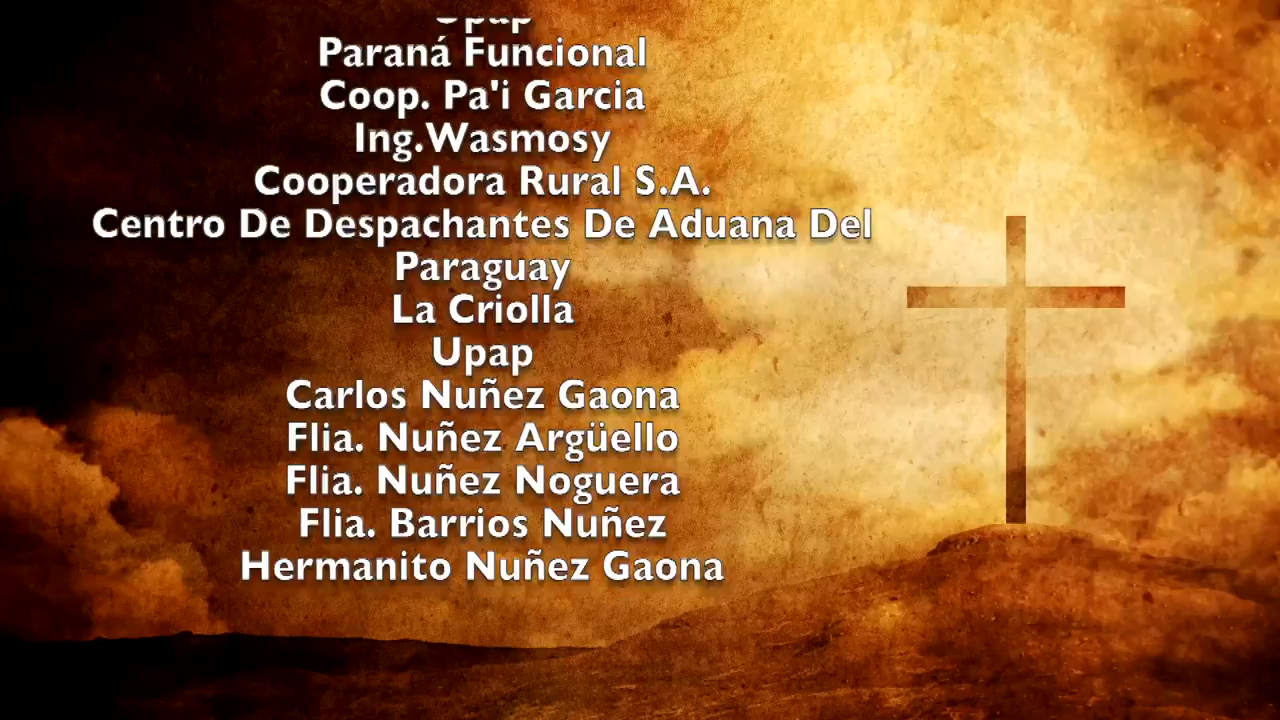 Upap
Paraná Funcional
Coop. Pa'i Garcia
Ing.Wasmosy
Cooperadora Rural S.A.
Centro De Despachantes De Aduana Del
Paraguay
La Criolla
Upap
Carlos Nuñez Gaona
Flia. Nuñez Argüello
Flia. Nuñez Noguera
Flia. Barrios Nuñez
Hermanito Nuñez Gaona